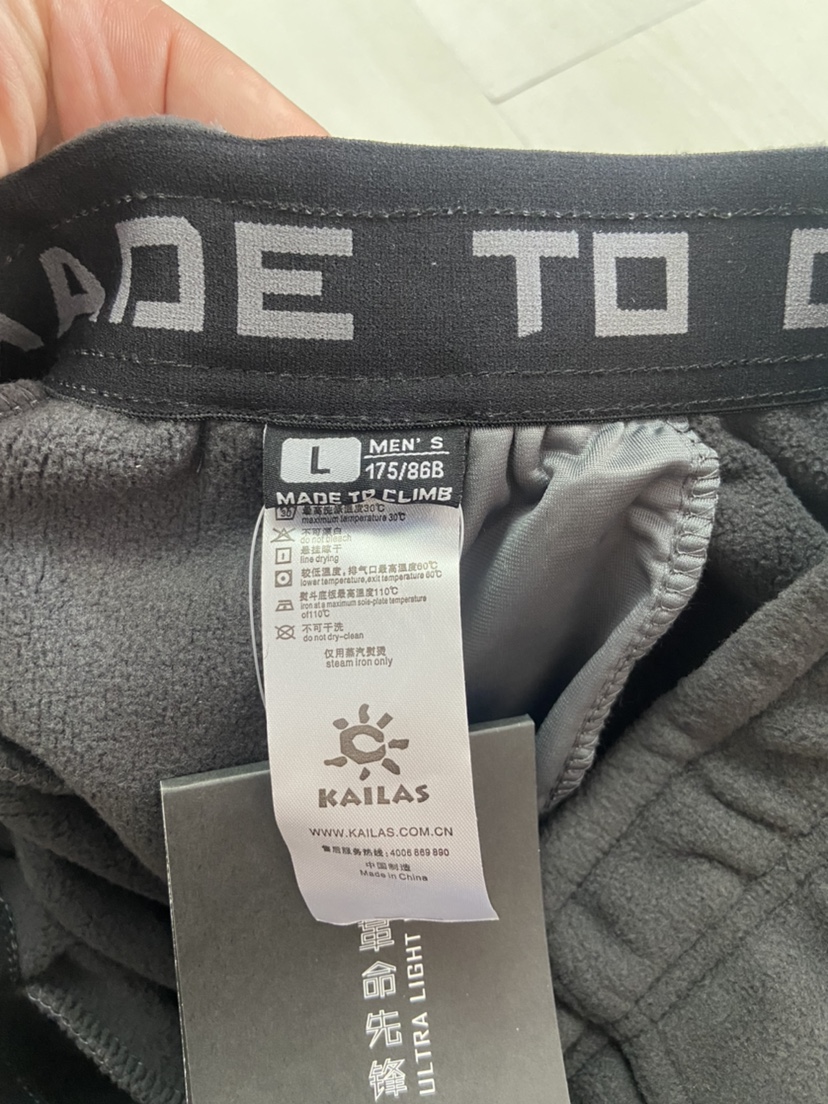 ADE TO
L
MEN'S
175/86B
MADE TO CLIMB
30
最高洗涤温度30℃
maximum temperature 30℃
不可漂白
do not bleach
悬挂晾干
line drying
较低温度，排气口最高温度60℃
lower temperature,exit temperature 60℃
熨斗底板最高温度110℃
iron at a maximum sole-plate temperature
of110℃
不可干洗
do not dry-clean
仅用蒸汽熨烫
steam iron only
KAILAS
WWW.KAILAS.COM.CN
售后服务热线：4006 869 890
中国制造
Made in China
革命先锋
ULTRA LIGHT